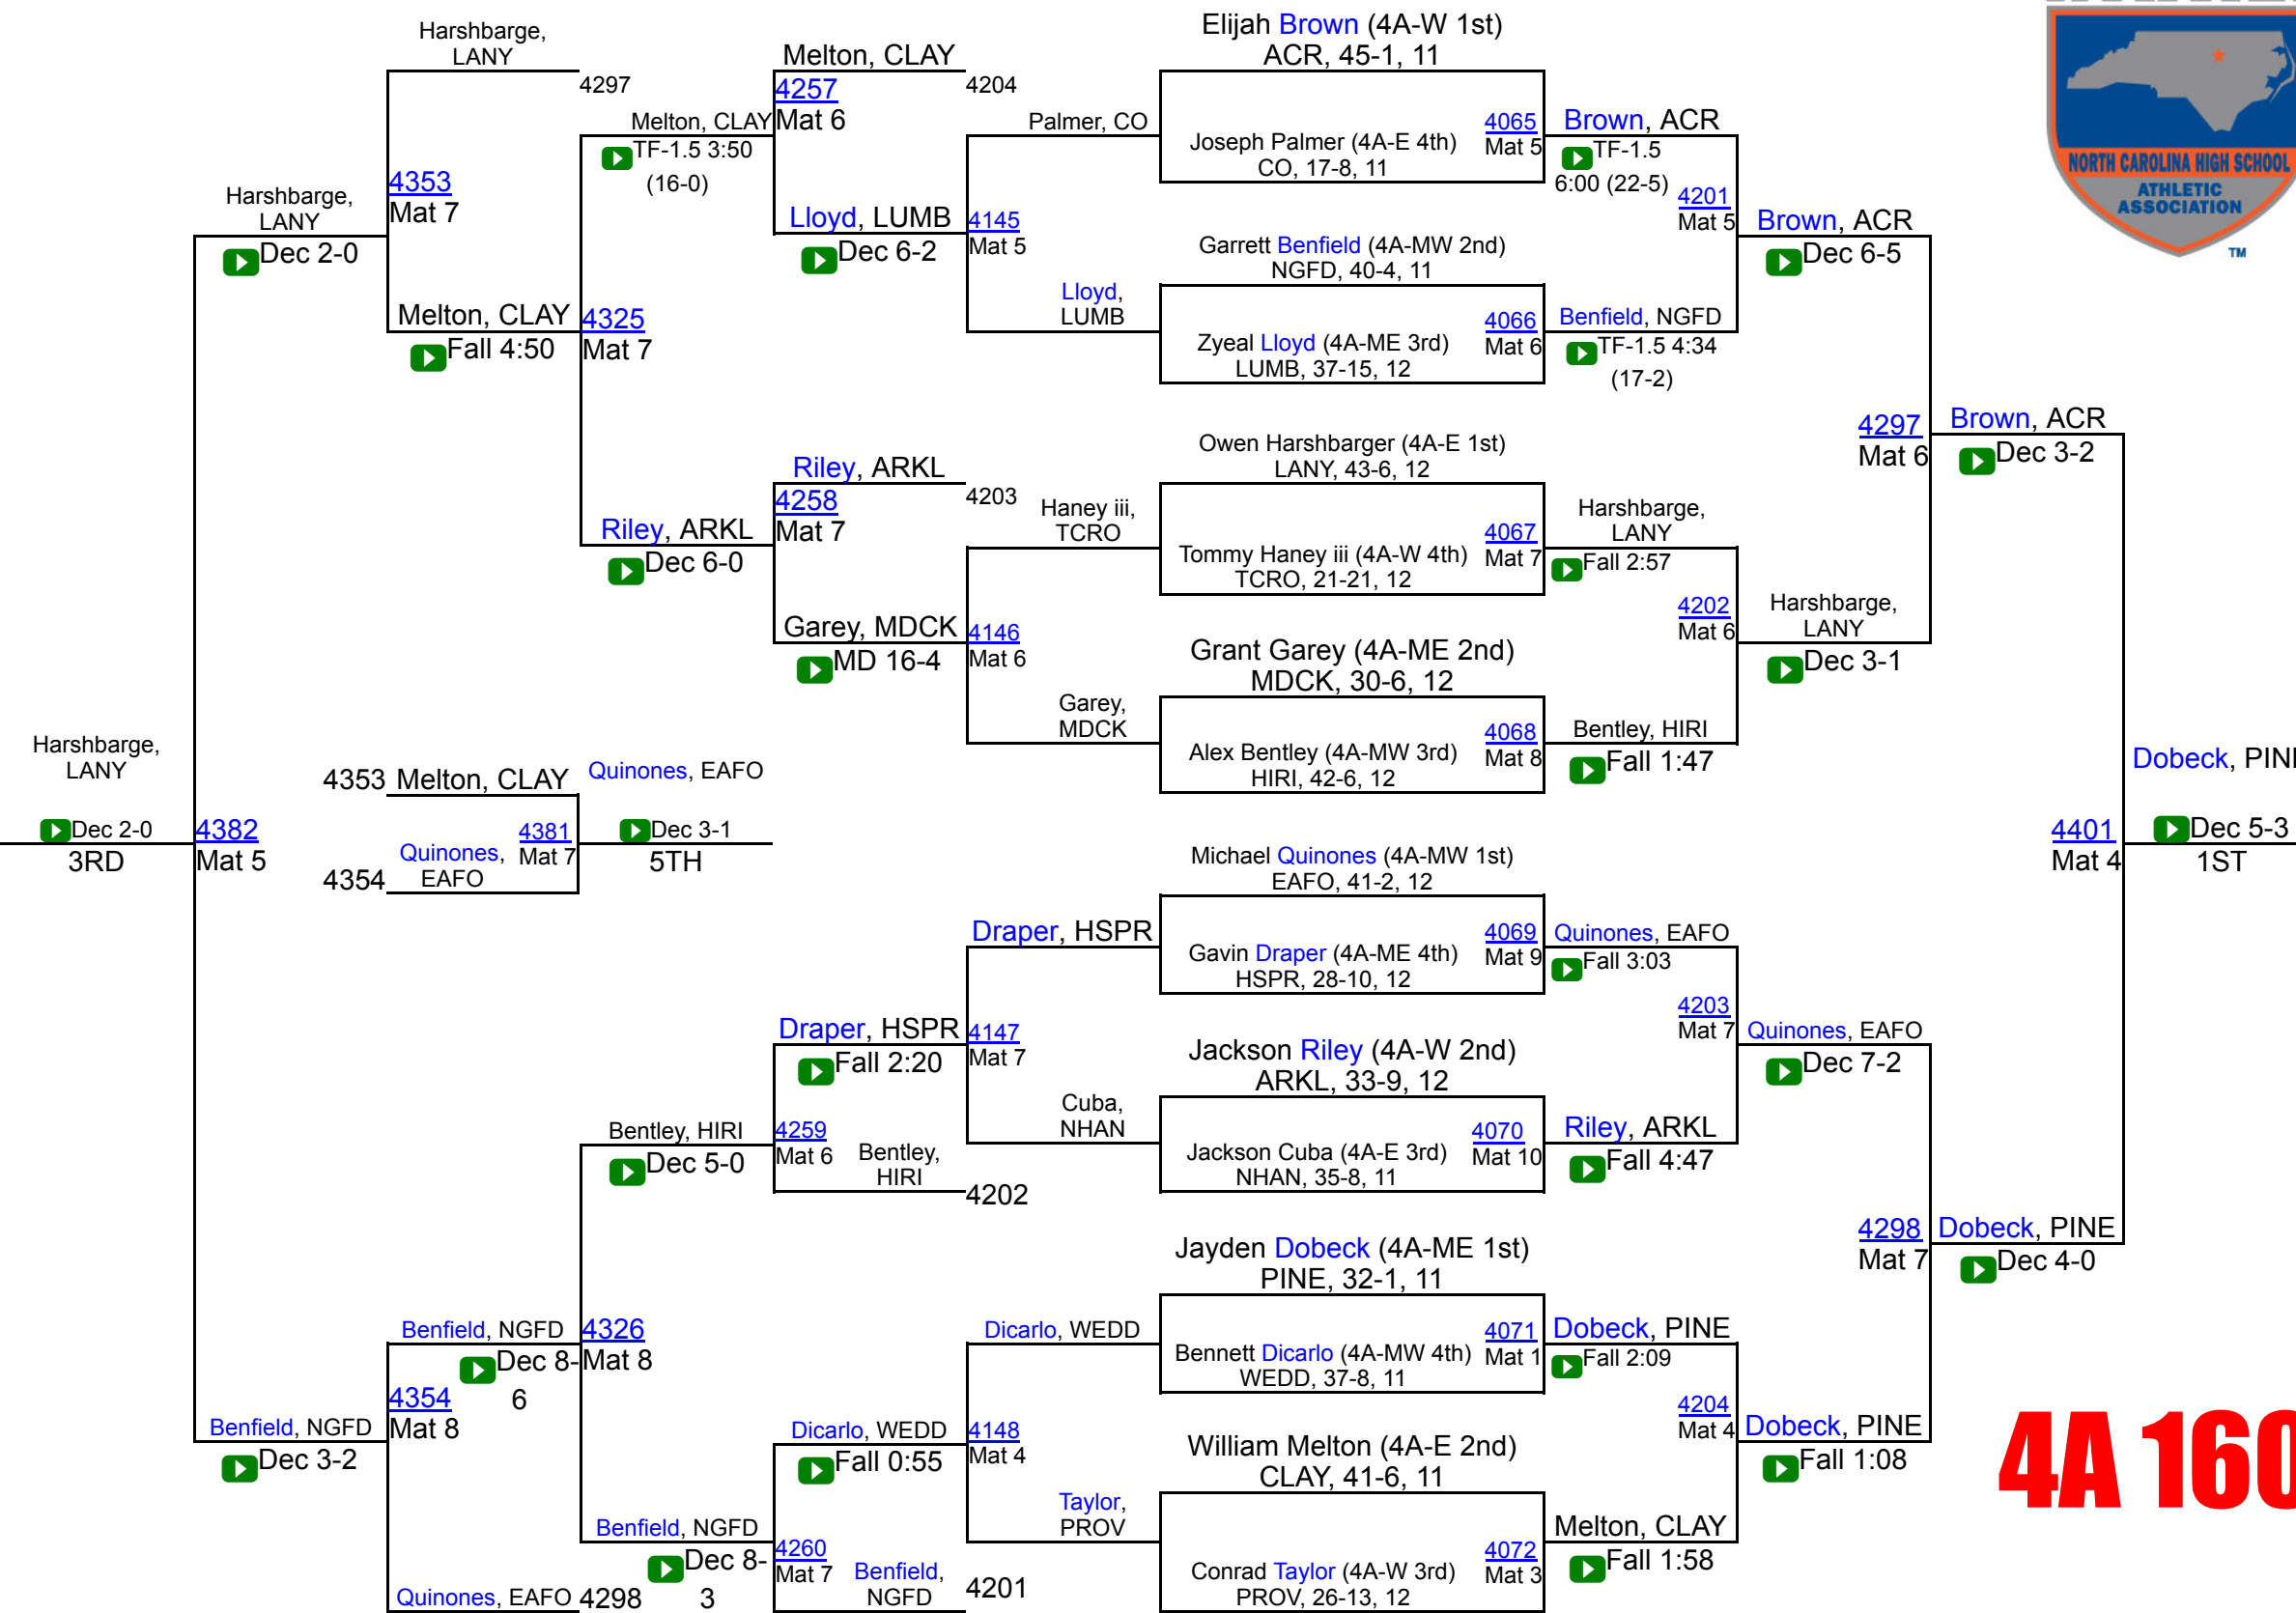 Harshbarge,
LANY
4297
4353
Mat 7
Harshbarge,
LANY
Dec 2-0
Melton, CLAY
Fall 4:50
Melton, CLAY
TF-1.5 3:50
(16-0)
4325
Mat 7
Riley, ARKL
Dec 6-0
Melton, CLAY
4204
4257
Mat 6
Lloyd, LUMB
Dec 6-2
Riley, ARKL
4203
4258
Mat 7
Garey, MDCK
MD 16-4
Palmer, CO
4145
Mat 5
Lloyd,
LUMB
Haney iii,
TCRO
4146
Mat 6
Garey,
MDCK
Elijah Brown (4A-W 1st)
ACR, 45-1, 11
Joseph Palmer (4A-E 4th)
CO, 17-8, 11
4065
Mat 5
Garrett Benfield (4A-MW 2nd)
NGFD, 40-4, 11
Zyeal Lloyd (4A-ME 3rd)
LUMB, 37-15, 12
4066
Mat 6
Owen Harshbarger (4A-E 1st)
LANY, 43-6, 12
Tommy Haney iii (4A-W 4th)
TCRO, 21-21, 12
4067
Mat 7
Grant Garey (4A-ME 2nd)
MDCK, 30-6, 12
Alex Bentley (4A-MW 3rd)
HIRI, 42-6, 12
4068
Mat 8
Brown, ACR
TF-1.5
6:00 (22-5)
4201
Mat 5
Benfield, NGFD
TF-1.5 4:34
(17-2)
Harshbarge,
LANY
Fall 2:57
4202
Mat 6
Bentley, HIRI
Fall 1:47
Brown, ACR
Dec 6-5
4297
Mat 6
Harshbarge,
LANY
Dec 3-1
Brown, ACR
Dec 3-2
NORTH CAROLINA HIGH SCHOOL
ATHLETIC
ASSOCIATION
TM
Harshbarge,
LANY
Dec 2-0
3RD
4382
Mat 5
4353 Melton, CLAY
4354
Quinones,
EAFO
4381
Mat 7
Quinones, EAFO
Dec 3-1
5TH
Dobeck, PIN
4401
Mat 4
Dec 5-3
1ST
Michael Quinones (4A-MW 1st)
EAFO, 41-2, 12
Gavin Draper (4A-ME 4th)
HSPR, 28-10, 12
4069
Mat 9
Jackson Riley (4A-W 2nd)
ARKL, 33-9, 12
Jackson Cuba (4A-E 3rd)
NHAN, 35-8, 11
4070
Mat 10
Jayden Dobeck (4A-ME 1st)
PINE, 32-1, 11
Bennett Dicarlo (4A-MW 4th)
WEDD, 37-8, 11
4071
Mat 1
William Melton (4A-E 2nd)
CLAY, 41-6, 11
Conrad Taylor (4A-W 3rd)
PROV, 26-13, 12
4072
Mat 3
Draper, HSPR
4147
Mat 7
Cuba,
NHAN
Dicarlo, WEDD
4148
Mat 4
Taylor,
PROV
Draper, HSPR
Fall 2:20
4259
Mat 6
Bentley,
HIRI
4202
Dicarlo, WEDD
Fall 0:55
4260
Mat 7
Benfield,
NGFD
4201
Bentley, HIRI
Dec 5-0
4326
Mat 8
Benfield, NGFD
Dec 8-
3
Benfield, NGFD
Dec 8-
6
4354
Mat 8
Quinones, EAFO 4298
Benfield, NGFD
Dec 3-2
Quinones, EAFO
Fall 3:03
4203
Mat 7
Riley, ARKL
Fall 4:47
Dobeck, PINE
Fall 2:09
4204
Mat 4
Melton, CLAY
Fall 1:58
Quinones, EAFO
Dec 7-2
4298
Mat 7
Dobeck, PINE
Fall 1:08
Dobeck, PINE
Dec 4-0
4A 160